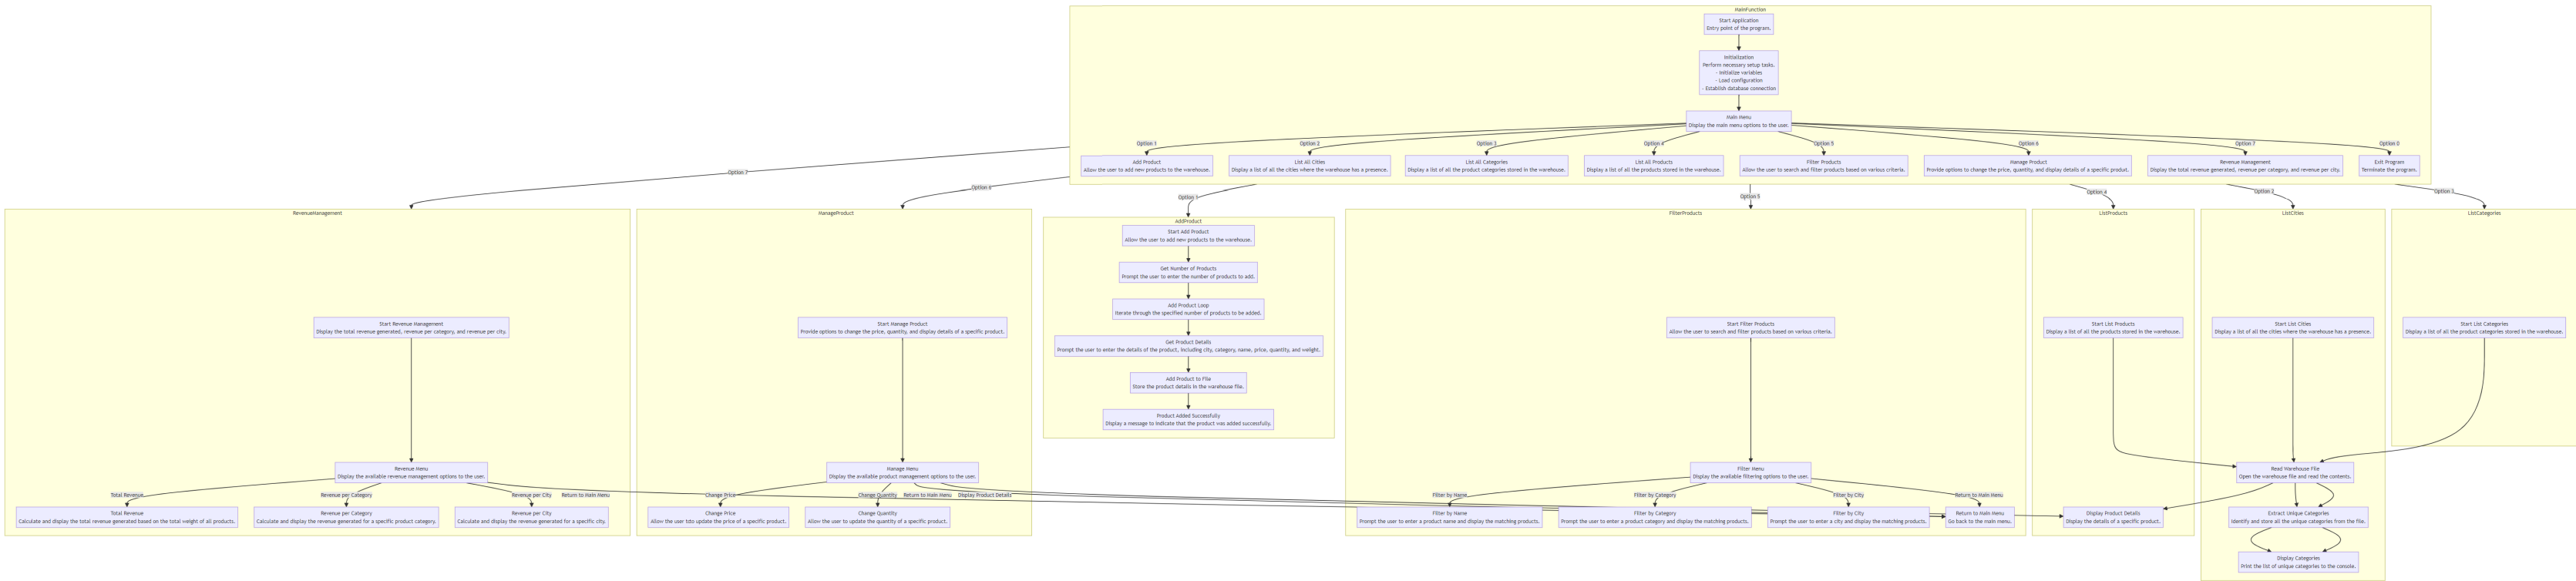 MainFunction
Start Application
Entry point of the program.
Initialization
Perform necessary setup tasks.
- Initialize variables
- Load configuration
- Establish database connection
Main Menu
Display the main menu options to the user.
Option 1
Option 2
Option 3
Option 4
Option 5
Option 6
Option 7
Option 0
Add Product
Allow the user to add new products to the warehouse.
List All Cities
Display a list of all the cities where the warehouse has a presence.
List All Categories
Display a list of all the product categories stored in the warehouse.
List All Products
Display a list of all the products stored in the warehouse.
Filter Products
Allow the user to search and filter products based on various criteria.
Manage Product
Provide options to change the price, quantity, and display details of a specific product.
Revenue Management
Display the total revenue generated, revenue per category, and revenue per city.
Exit Program
Terminate the program.
Option 7
Option 6
Option 1
Option 5
Option 4
Option 2
Option 3
RevenueManagement
Start Revenue Management
Display the total revenue generated, revenue per category, and revenue per city.
Revenue Menu
Display the available revenue management options to the user.
Total Revenue
Revenue per Category
Revenue per City
Return to Main Menu
Total Revenue
Calculate and display the total revenue generated based on the total weight of all products.
Revenue per Category
Calculate and display the revenue generated for a specific product category.
Revenue per City
Calculate and display the revenue generated for a specific city.
ManageProduct
Start Manage Product
Provide options to change the price, quantity, and display details of a specific product.
Manage Menu
Display the available product management options to the user.
Change Price
Change Quantity
Return to Main Menu
Display Product Details
Change Price
Allow the user tdo update the price of a specific product.
Change Quantity
Allow the user to update the quantity of a specific product.
AddProduct
Start Add Product
Allow the user to add new products to the warehouse.
Get Number of Products
Prompt the user to enter the number of products to add.
Add Product Loop
Iterate through the specified number of products to be added.
Get Product Details
Prompt the user to enter the details of the product, including city, category, name, price, quantity, and weight.
Add Product to File
Store the product details in the warehouse file.
Product Added Successfully
Display a message to indicate that the product was added successfully.
FilterProducts
Start Filter Products
Allow the user to search and filter products based on various criteria.
Filter Menu
Display the available filtering options to the user.
Filter by Name
Filter by Category
Filter by City
Return to Main Menu
Filter by Name
Prompt the user to enter a product name and display the matching products.
Filter by Category
Prompt the user to enter a product category and display the matching products.
Filter by City
Prompt the user to enter a city and display the matching products.
Return to Main Menu
Go back to the main menu.
ListProducts
Start List Products
Display a list of all the products stored in the warehouse.
Display Product Details
Display the details of a specific product.
ListCities
Start List Cities
Display a list of all the cities where the warehouse has a presence.
Read Warehouse File
Open the warehouse file and read the contents.
Extract Unique Categories
Identify and store all the unique categories from the file.
Display Categories
Print the list of unique categories to the console.
ListCategories
Start List Categories
Display a list of all the product categories stored in the warehouse.